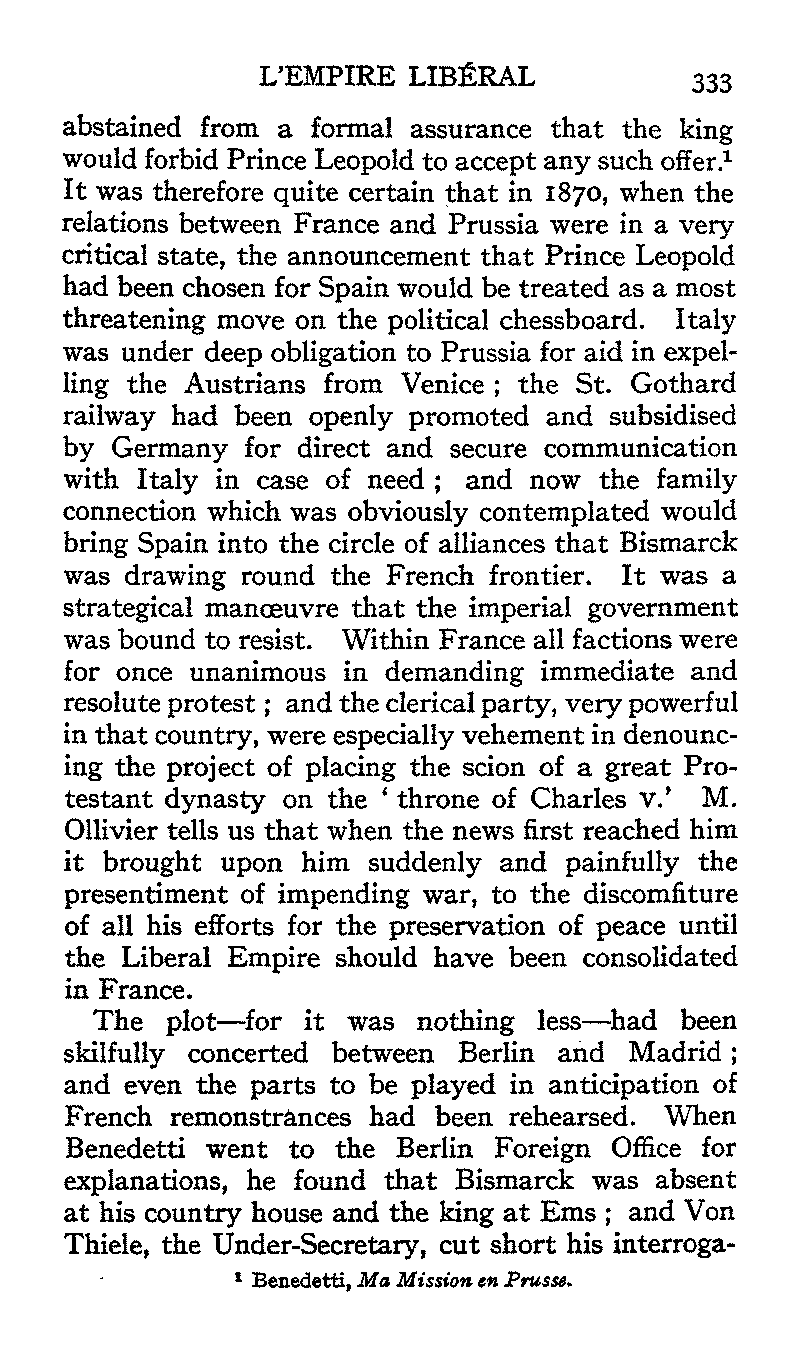 L'EMPIRE LIBÉRAL 333
abstained from a formal assurance that the king
would forbid Prince Leopold to accept any such offer.¹
It was therefore quite certain that in 1870, when the
relations between France and Prussia were in a very
critical state, the announcement that Prince Leopold
had been chosen for Spain would be treated as a most
threatening move on the political chessboard. Italy
was under deep obligation to Prussia for aid in expel-
ling the Austrians from Venice ; the St. Gothard
railway had been openly promoted and subsidised
by Germany for direct and secure communication
with Italy in case of need ; and now the family
connection which was obviously contemplated would
bring Spain into the circle of alliances that Bismarck
was drawing round the French frontier. It was a
strategical manœuvre that the imperial government
was bound to resist. Within France all factions were
for once unanimous in demanding immediate and
resolute protest ; and the clerical party, very powerful
in that country, were especially vehement in denounc-
ing the project of placing the scion of a great Pro-
testant dynasty on the ‘ throne of Charles V.’ M.
Ollivier tells us that when the news first reached him
it brought upon him suddenly and painfully the
presentiment of impending war, to the discomfiture
of all his efforts for the preservation of peace until
the Liberal Empire should have been consolidated
in France.
The plot—for it was nothing less—had been
skilfully concerted between Berlin and Madrid ;
and even the parts to be played in anticipation of
French remonstrances had been rehearsed. When
Benedetti went to the Berlin Foreign Office for
explanations, he found that Bismarck was absent
at his country house and the king at Ems ; and Von
Thiele, the Under-Secretary, cut short his interroga-
¹ Benedetti, Ma Mission en Prusse.